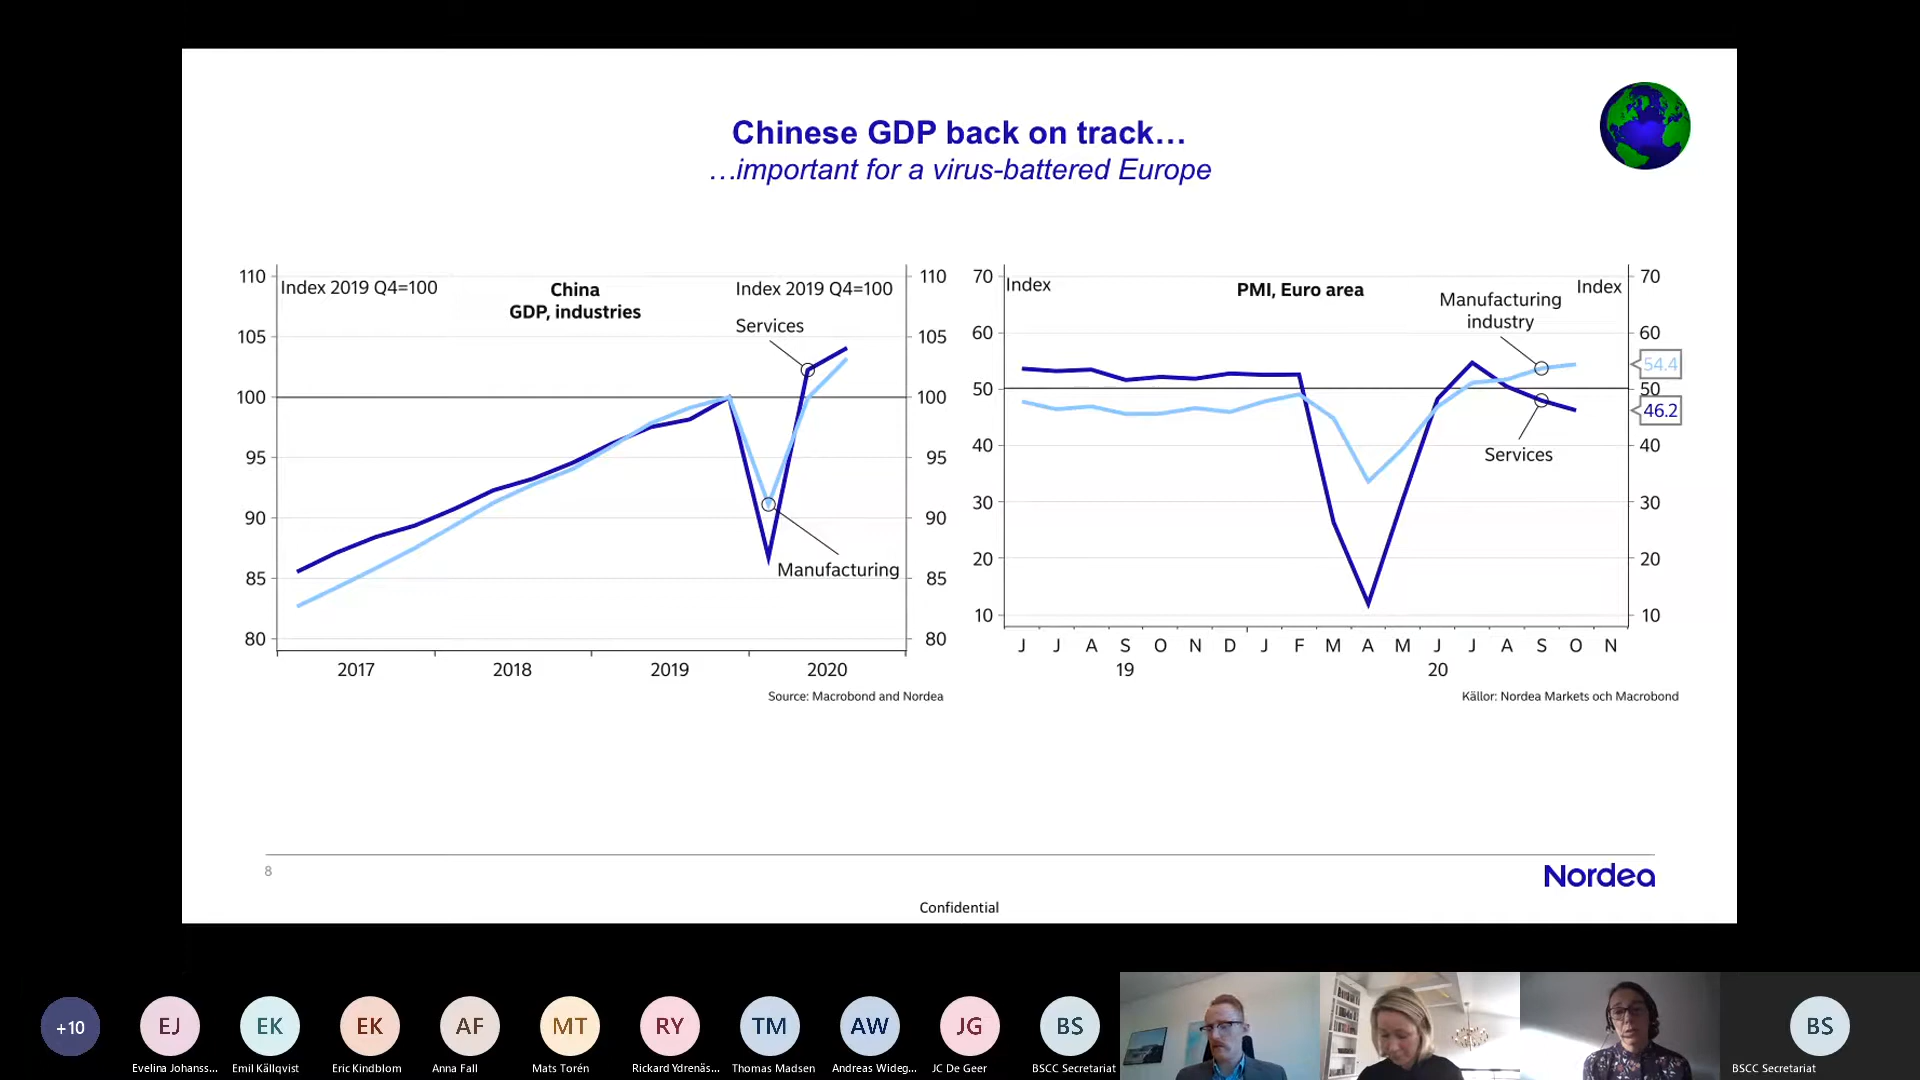 Chinese GDP back on track…
…important for a virus-battered Europe
110
105
100
95
90
85
80
Index 2019 Q4=100
China
GDP, industries
Index 2019 Q4=100
Services
Manufacturing
110
105
100
95
90
85
80
2017 2018 2019 2020
Source: Macrobond and Nordea
70
60
50
40
30
20
10
Index
PMI, Euro area
Index
Manufacturing
industry
Services
70
60
54.4
50
46.2
40
30
20
10
J J A S O N D J F M A M J J A S O N
19 20
Källor: Nordea Markets och Macrobond
8
Nordea
Confidential
+10 EJ EK EK AF MT RY TM AW JG BS BS
Evelina Johanss... Emil Källqvist Eric Kindblom Anna Fall Mats Torén Rickard Ydrenäs... Thomas Madsen Andreas Wideg... JC De Geer BSCC Secretariat BSCC Secretariat